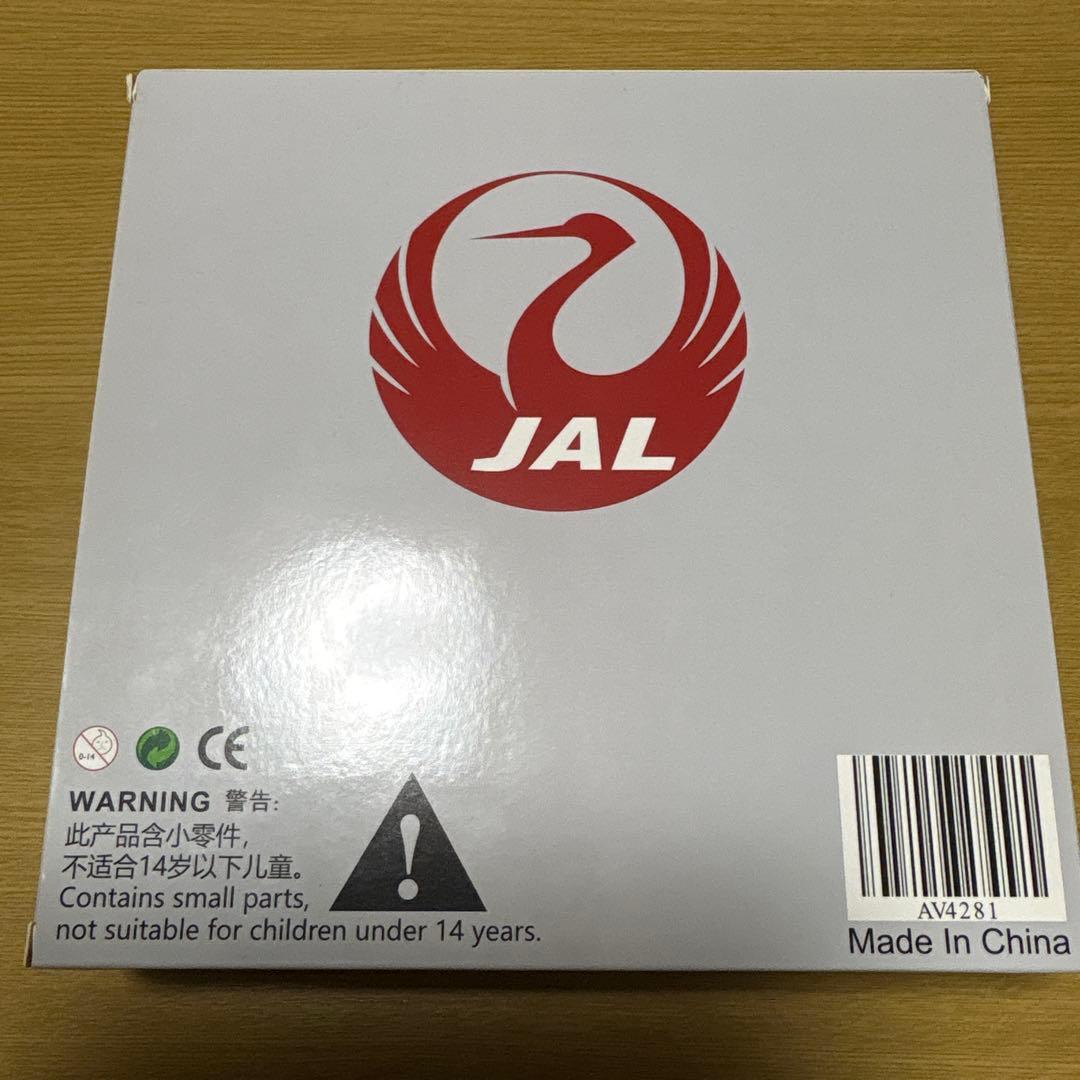 JAL
0-14
CE
WARNING 警告:
此产品含小零件，
不适合14岁以下儿童。
Contains small parts,
not suitable for children under 14 years.
AV4281
Made In China